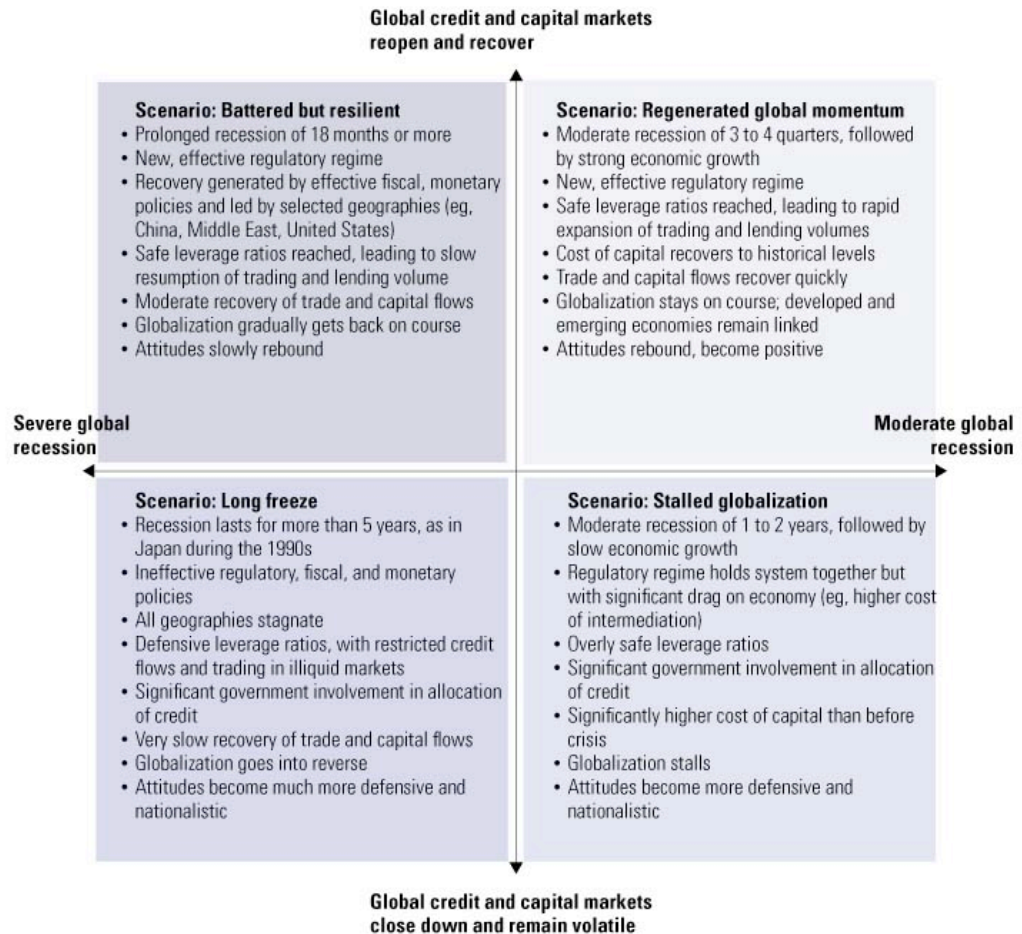 Global credit and capital markets
reopen and recover
Scenario: Battered but resilient
• Prolonged recession of 18 months or more
• New, effective regulatory regime
• Recovery generated by effective fiscal, monetary
policies and led by selected geographies (eg,
China, Middle East, United States)
• Safe leverage ratios reached, leading to slow
resumption of trading and lending volume
• Moderate recovery of trade and capital flows
• Globalization gradually gets back on course
• Attitudes slowly rebound
Scenario: Regenerated global momentum
• Moderate recession of 3 to 4 quarters, followed
by strong economic growth
• New, effective regulatory regime
• Safe leverage ratios reached, leading to rapid
expansion of trading and lending volumes
• Cost of capital recovers to historical levels
• Trade and capital flows recover quickly
• Globalization stays on course; developed and
emerging economies remain linked
• Attitudes rebound, become positive
Severe global
recession
Moderate global
recession
Scenario: Long freeze
• Recession lasts for more than 5 years, as in
Japan during the 1990s
• Ineffective regulatory, fiscal, and monetary
policies
• All geographies stagnate
• Defensive leverage ratios, with restricted credit
flows and trading in illiquid markets
• Significant government involvement in allocation
of credit
• Very slow recovery of trade and capital flows
• Globalization goes into reverse
• Attitudes become much more defensive and
nationalistic
Scenario: Stalled globalization
• Moderate recession of 1 to 2 years, followed by
slow economic growth
• Regulatory regime holds system together but
with significant drag on economy (eg, higher cost
of intermediation)
• Overly safe leverage ratios
• Significant government involvement in allocation
of credit
• Significantly higher cost of capital than before
crisis
• Globalization stalls
• Attitudes become more defensive and
nationalistic
Global credit and capital markets
close down and remain volatile